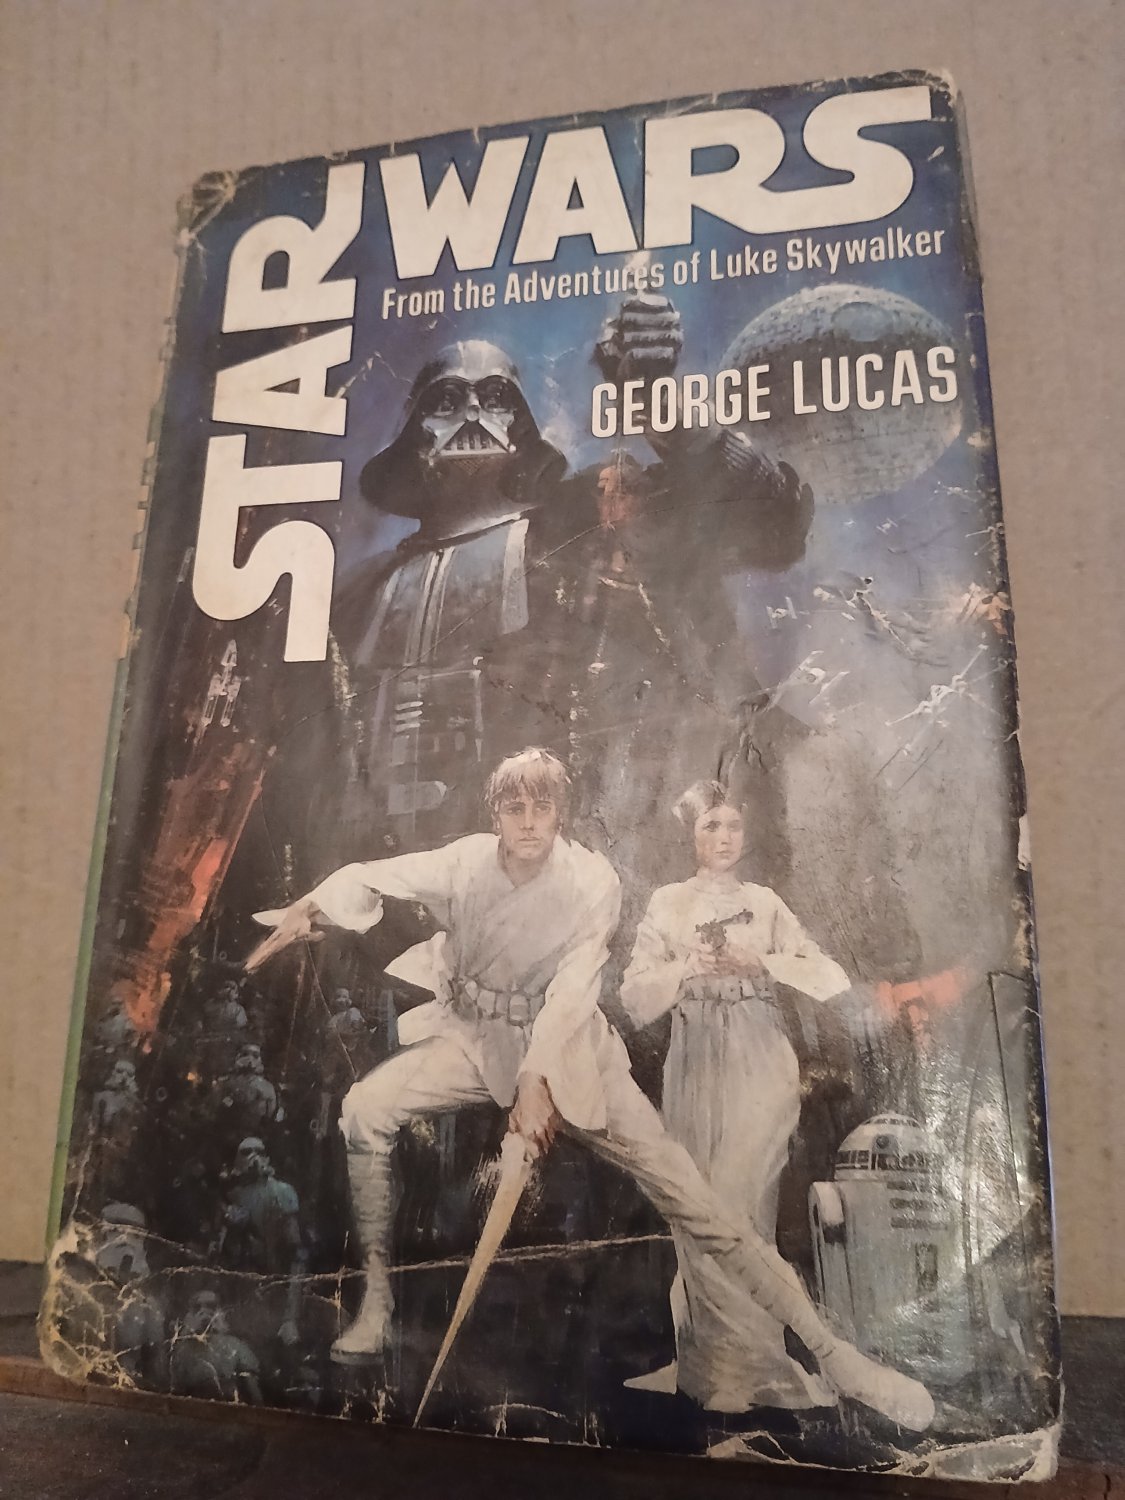 STAR WARS
From the Adventures of Luke Skywalker
GEORGE LUCAS